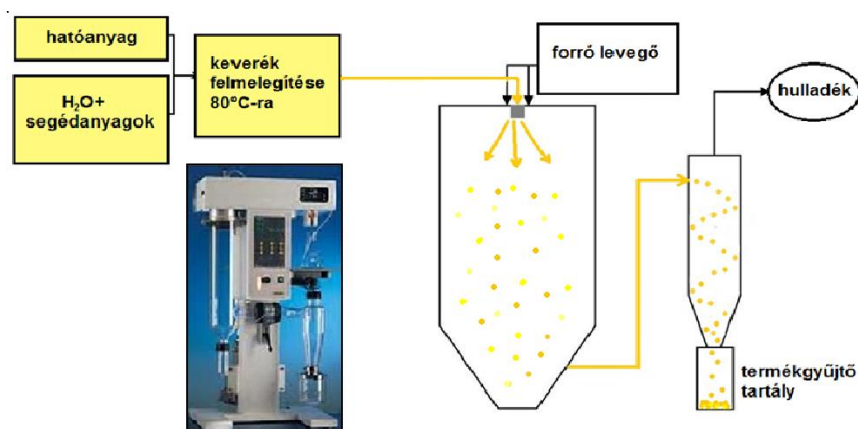 hatóanyag
H₂O+
segédanyagok
keverék
felmelegítése
80°C-ra
forró levegő
hulladék
termékgyűjtő
tartály